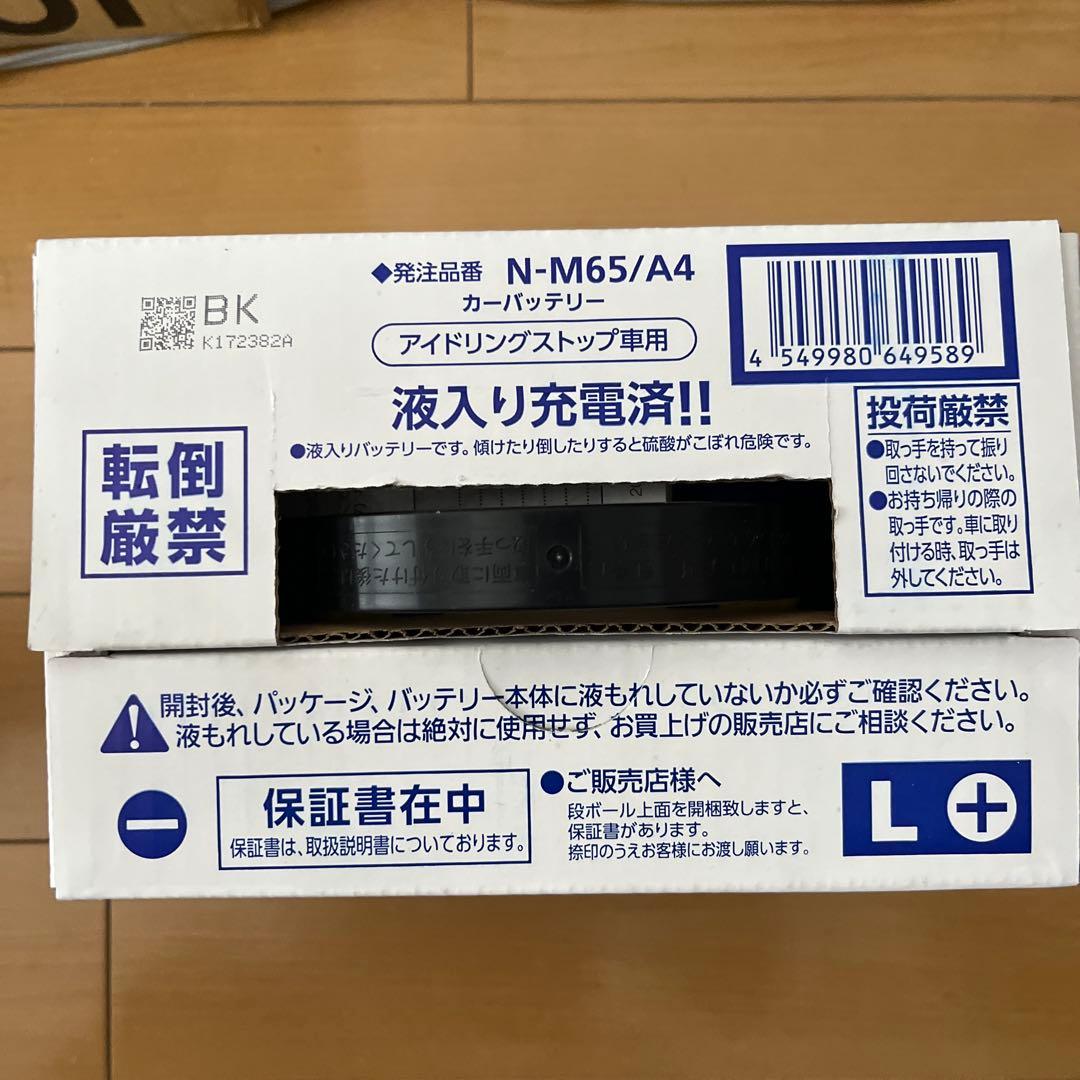 ◆発注品番 N-M65/A4
カーバッテリー
アイドリングストップ車用
BK
K172382A
4 549980 649589
液入り充電済!!
●液入りバッテリーです。傾けたり倒したりすると硫酸がこぼれ危険です。
転倒
厳禁
投荷厳禁
●取っ手を持って振り
回さないでください。
●お持ち帰りの際の
取っ手です。車に取り
付ける時、取っ手は
外してください。
開封後、パッケージ、バッテリー本体に液もれしていないか必ずご確認ください。
液もれしている場合は絶対に使用せず、お買上げの販売店にご相談ください。
保証書在中
保証書は、取扱説明書についております。
●ご販売店様へ
段ボール上面を開梱致しますと、
保証書があります。
捺印のうえお客様にお渡し願います。
L +